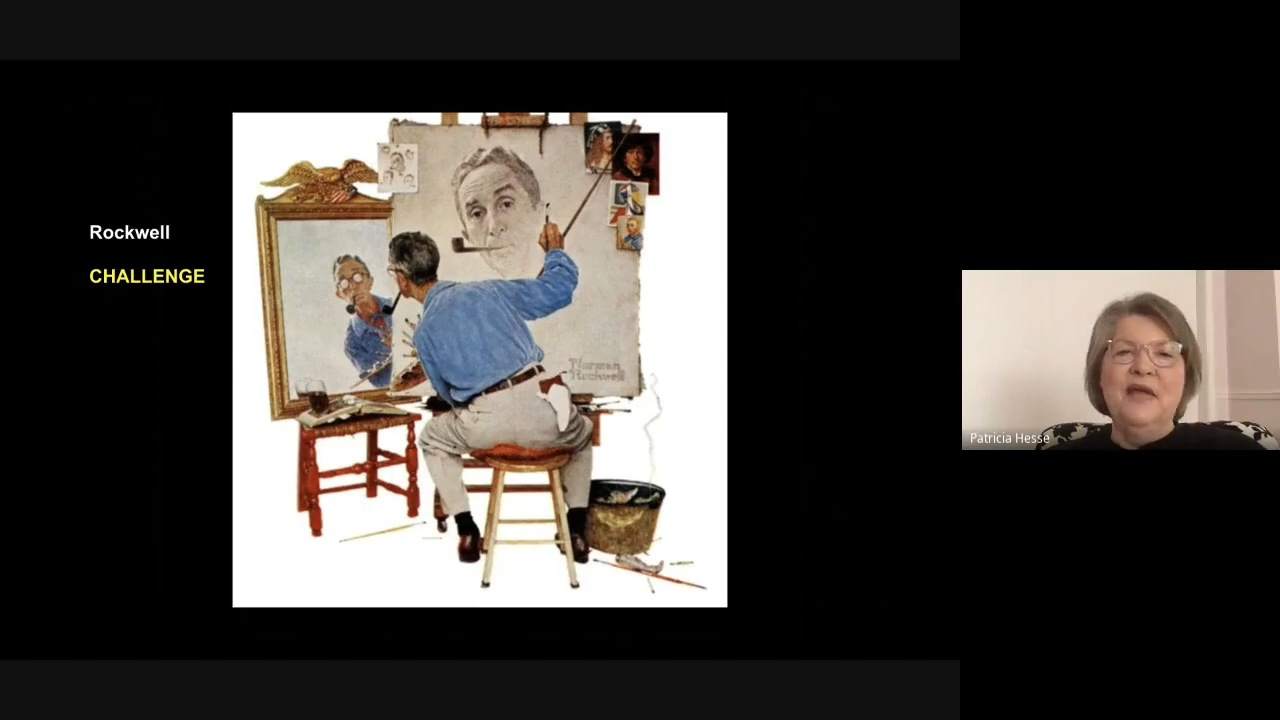 Rockwell
CHALLENGE
Norman
Rockwell
Patricia Hesse